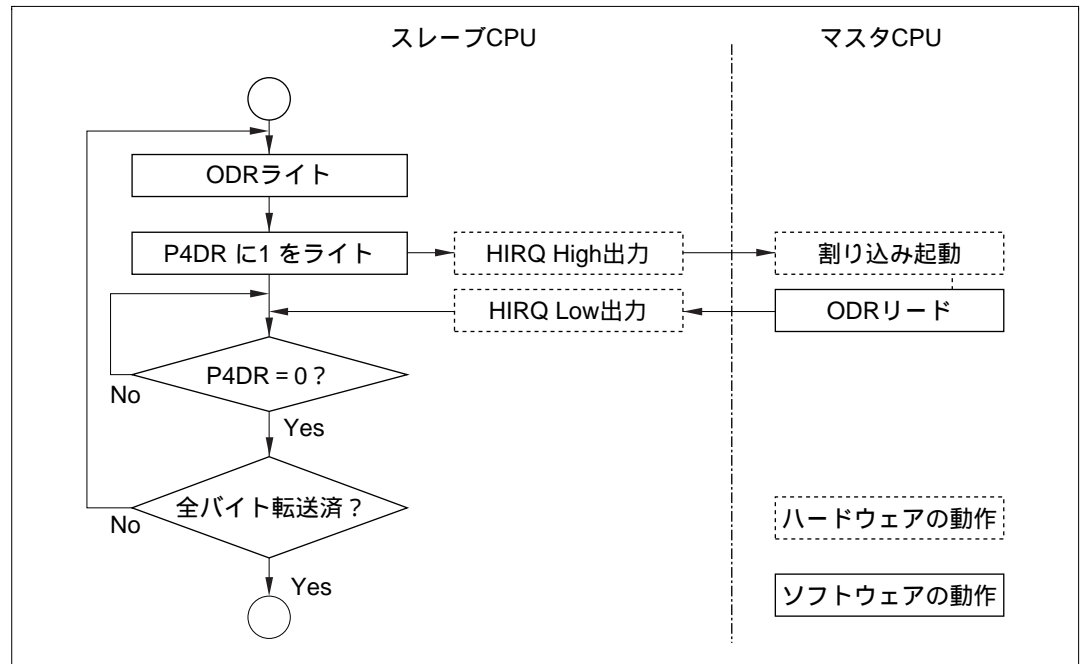 スレーブCPU
マスタCPU
ODRライト
P4DR に1 をライト
HIRQ High出力
割り込み起動
HIRQ Low出力
ODRリード
P4DR = 0？
No
Yes
全バイト転送済？
No
Yes
ハードウェアの動作
ソフトウェアの動作